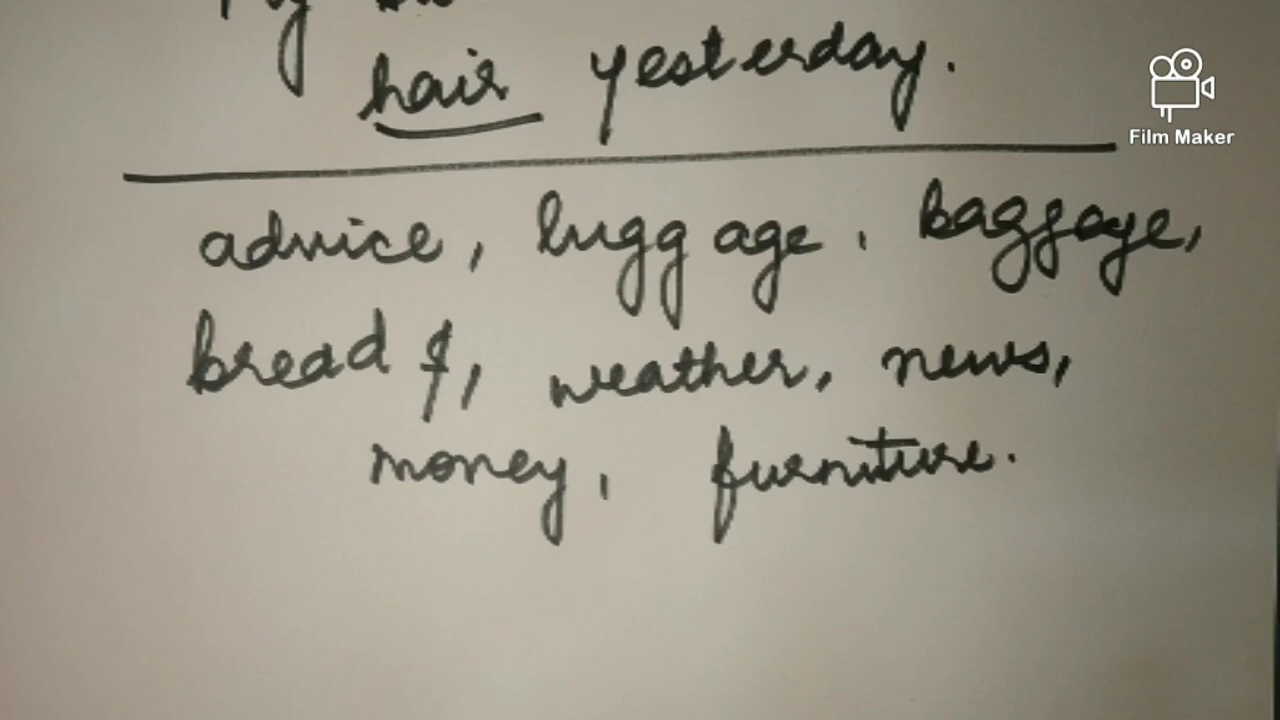 hair yesterday.
Film Maker
advice, luggage, baggage,
bread, weather, news,
money, furniture.